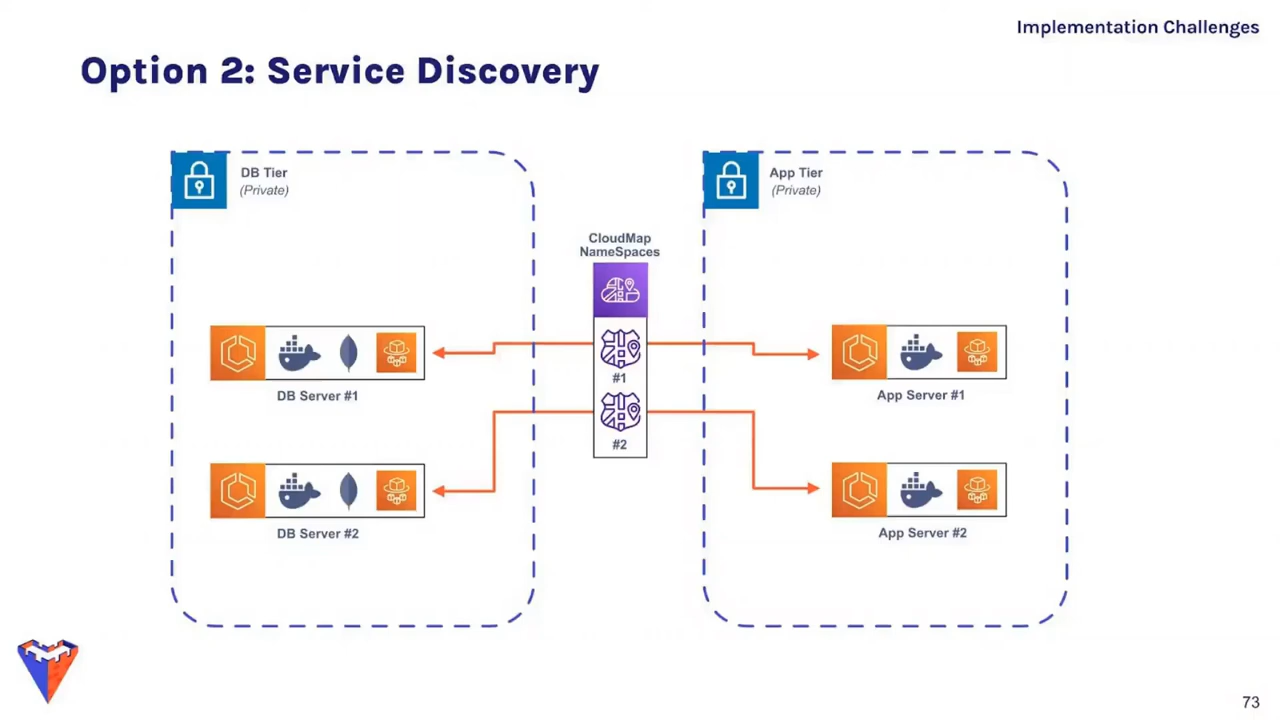 Implementation Challenges
Option 2: Service Discovery
DB Tier
(Private)
App Tier
(Private)
CloudMap
NameSpaces
#1
#2
DB Server #1
App Server #1
DB Server #2
App Server #2
73